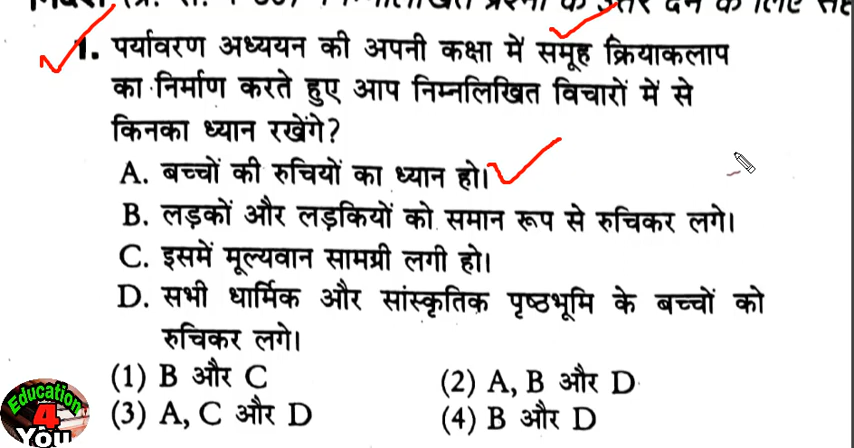 1. पर्यावरण अध्ययन की अपनी कक्षा में समूह क्रियाकलाप
का निर्माण करते हुए आप निम्नलिखित विचारों में से
किनका ध्यान रखेंगे?
A. बच्चों की रुचियों का ध्यान हो।
B. लड़कों और लड़कियों को समान रूप से रुचिकर लगे।
C. इसमें मूल्यवान सामग्री लगी हो।
D. सभी धार्मिक और सांस्कृतिक पृष्ठभूमि के बच्चों को
रुचिकर लगे।
(1) B और C
(2) A, B और D
(3) A, C और D
(4) B और D
Education
4
You